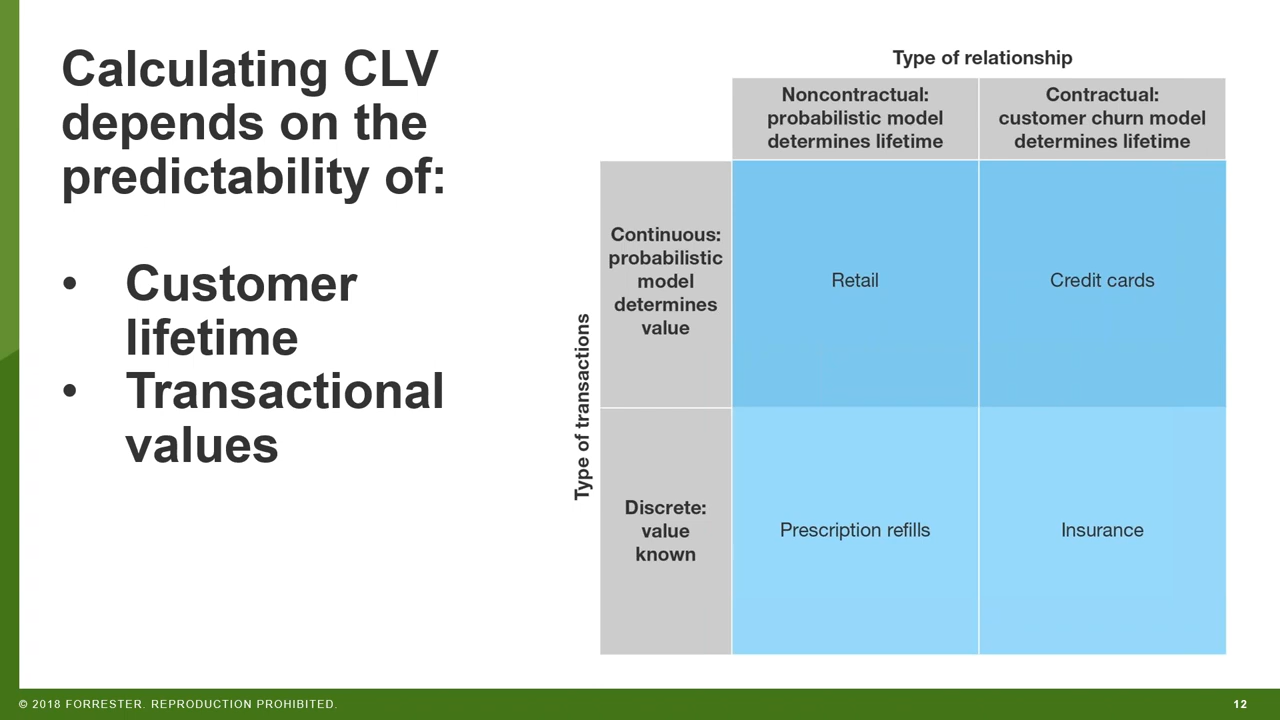 Calculating CLV
depends on the
predictability of:
• Customer
lifetime
• Transactional
values
Type of relationship
Noncontractual:
probabilistic model
determines lifetime
Contractual:
customer churn model
determines lifetime
Type of transactions
Continuous:
probabilistic
model
determines
value
Retail
Credit cards
Discrete:
value
known
Prescription refills
Insurance
© 2018 FORRESTER. REPRODUCTION PROHIBITED.
12